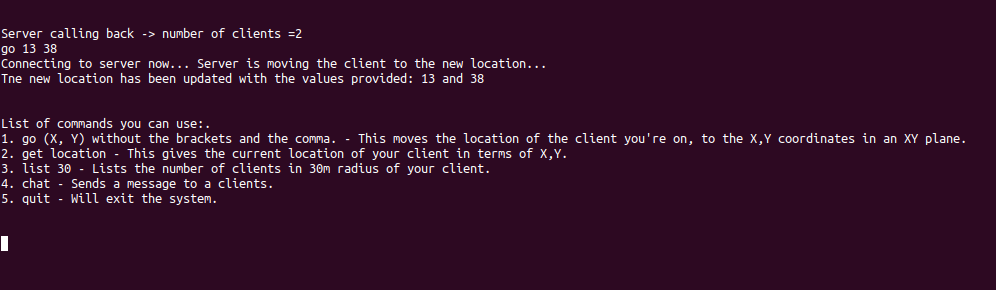 Server calling back -> number of clients =2
go 13 38
Connecting to server now... Server is moving the client to the new location...
Tne new location has been updated with the values provided: 13 and 38
List of commands you can use:.
1. go (X, Y) without the brackets and the comma. - This moves the location of the client you're on, to the X,Y coordinates in an XY plane.
2. get location - This gives the current location of your client in terms of X,Y.
3. list 30 - Lists the number of clients in 30m radius of your client.
4. chat - Sends a message to a clients.
5. quit - Will exit the system.